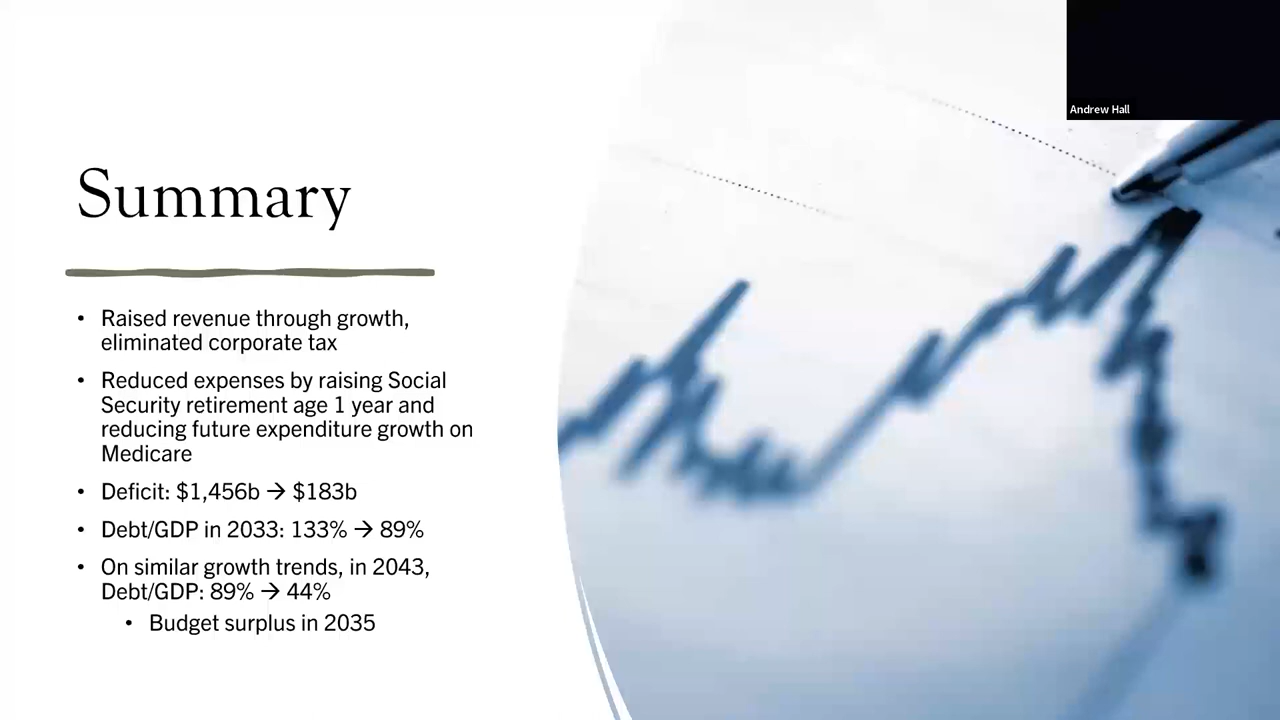 Andrew Hall
Summary
• Raised revenue through growth,
eliminated corporate tax
• Reduced expenses by raising Social
Security retirement age 1 year and
reducing future expenditure growth on
Medicare
• Deficit: $1,456b → $183b
• Debt/GDP in 2033: 133% → 89%
• On similar growth trends, in 2043,
Debt/GDP: 89% → 44%
• Budget surplus in 2035